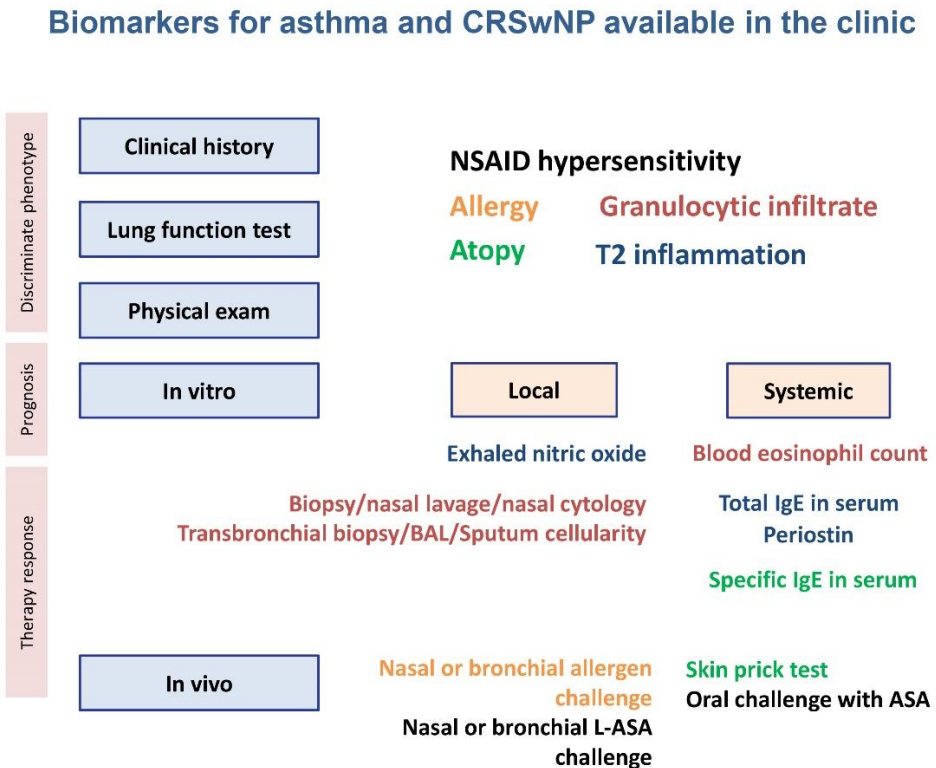 Biomarkers for asthma and CRSwNP available in the clinic
Discriminate phenotype
Clinical history
Lung function test
Physical exam
NSAID hypersensitivity
Allergy Granulocytic infiltrate
Atopy T2 inflammation
Prognosis
In vitro
Local
Systemic
Exhaled nitric oxide
Blood eosinophil count
Therapy response
Biopsy/nasal lavage/nasal cytology
Transbronchial biopsy/BAL/Sputum cellularity
Total IgE in serum
Periostin
Specific IgE in serum
In vivo
Nasal or bronchial allergen
challenge
Nasal or bronchial L-ASA
challenge
Skin prick test
Oral challenge with ASA